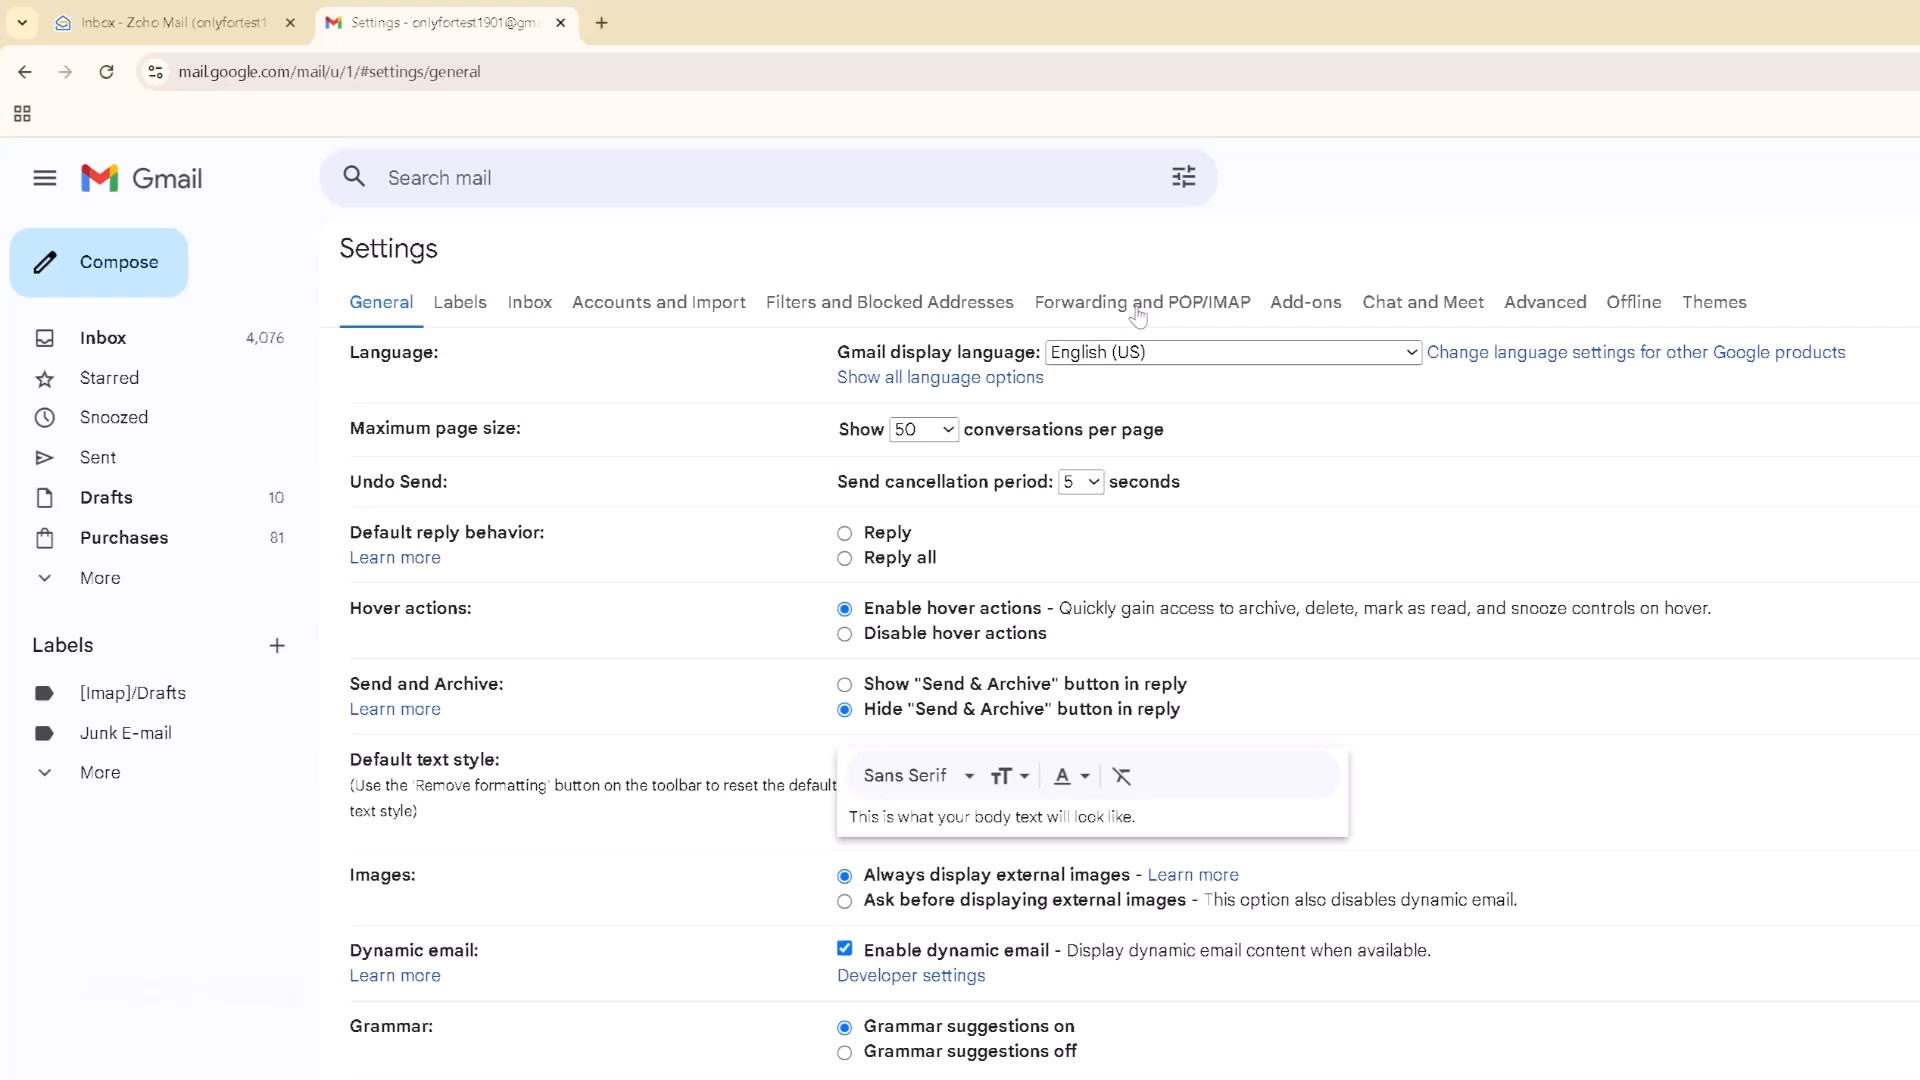 Inbox - Zoho Mail (onlyfortest1
Settings - onlyfortest1901@gm
mail.google.com/mail/u/1/#settings/general
Gmail
Search mail
Compose
Settings
General Labels Inbox Accounts and Import Filters and Blocked Addresses Forwarding and POP/IMAP Add-ons Chat and Meet Advanced Offline Themes
Inbox 4,076
Starred
Snoozed
Sent
Drafts 10
Purchases 81
More
Labels
[Imap]/Drafts
Junk E-mail
More
Language:
Gmail display language: English (US) Change language settings for other Google products
Show all language options
Maximum page size:
Show 50 conversations per page
Undo Send:
Send cancellation period: 5 seconds
Default reply behavior:
Learn more
Reply
Reply all
Hover actions:
Enable hover actions - Quickly gain access to archive, delete, mark as read, and snooze controls on hover.
Disable hover actions
Send and Archive:
Learn more
Show "Send & Archive" button in reply
Hide "Send & Archive" button in reply
Default text style:
(Use the 'Remove formatting' button on the toolbar to reset the default
text style)
Sans Serif
This is what your body text will look like.
Images:
Always display external images - Learn more
Ask before displaying external images - This option also disables dynamic email.
Dynamic email:
Learn more
Enable dynamic email - Display dynamic email content when available.
Developer settings
Grammar:
Grammar suggestions on
Grammar suggestions off